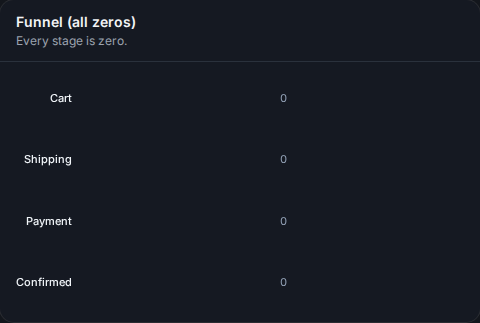 Funnel (all zeros)
Every stage is zero.
Cart 0
Shipping 0
Payment 0
Confirmed 0